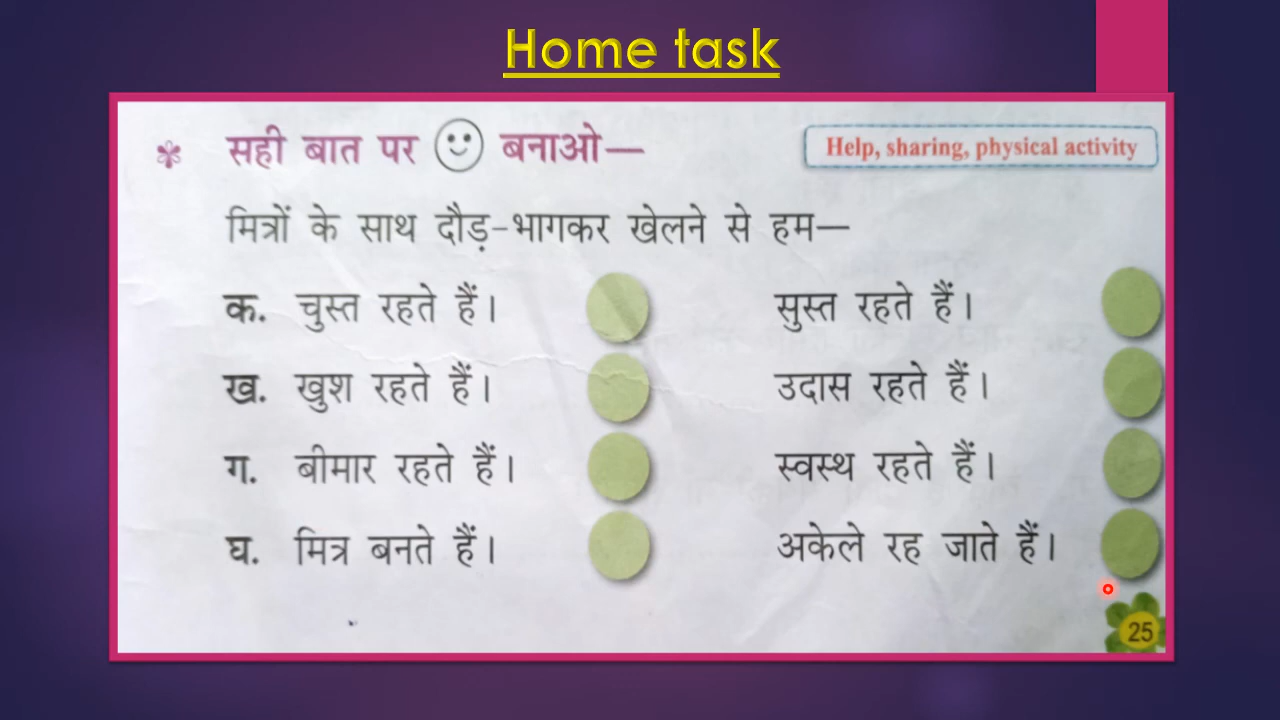 Home task
* सही बात पर बनाओ—
Help, sharing, physical activity
मित्रों के साथ दौड़-भागकर खेलने से हम—
क. चुस्त रहते हैं। सुस्त रहते हैं।
ख. खुश रहते हैं। उदास रहते हैं।
ग. बीमार रहते हैं। स्वस्थ रहते हैं।
घ. मित्र बनते हैं। अकेले रह जाते हैं।
25